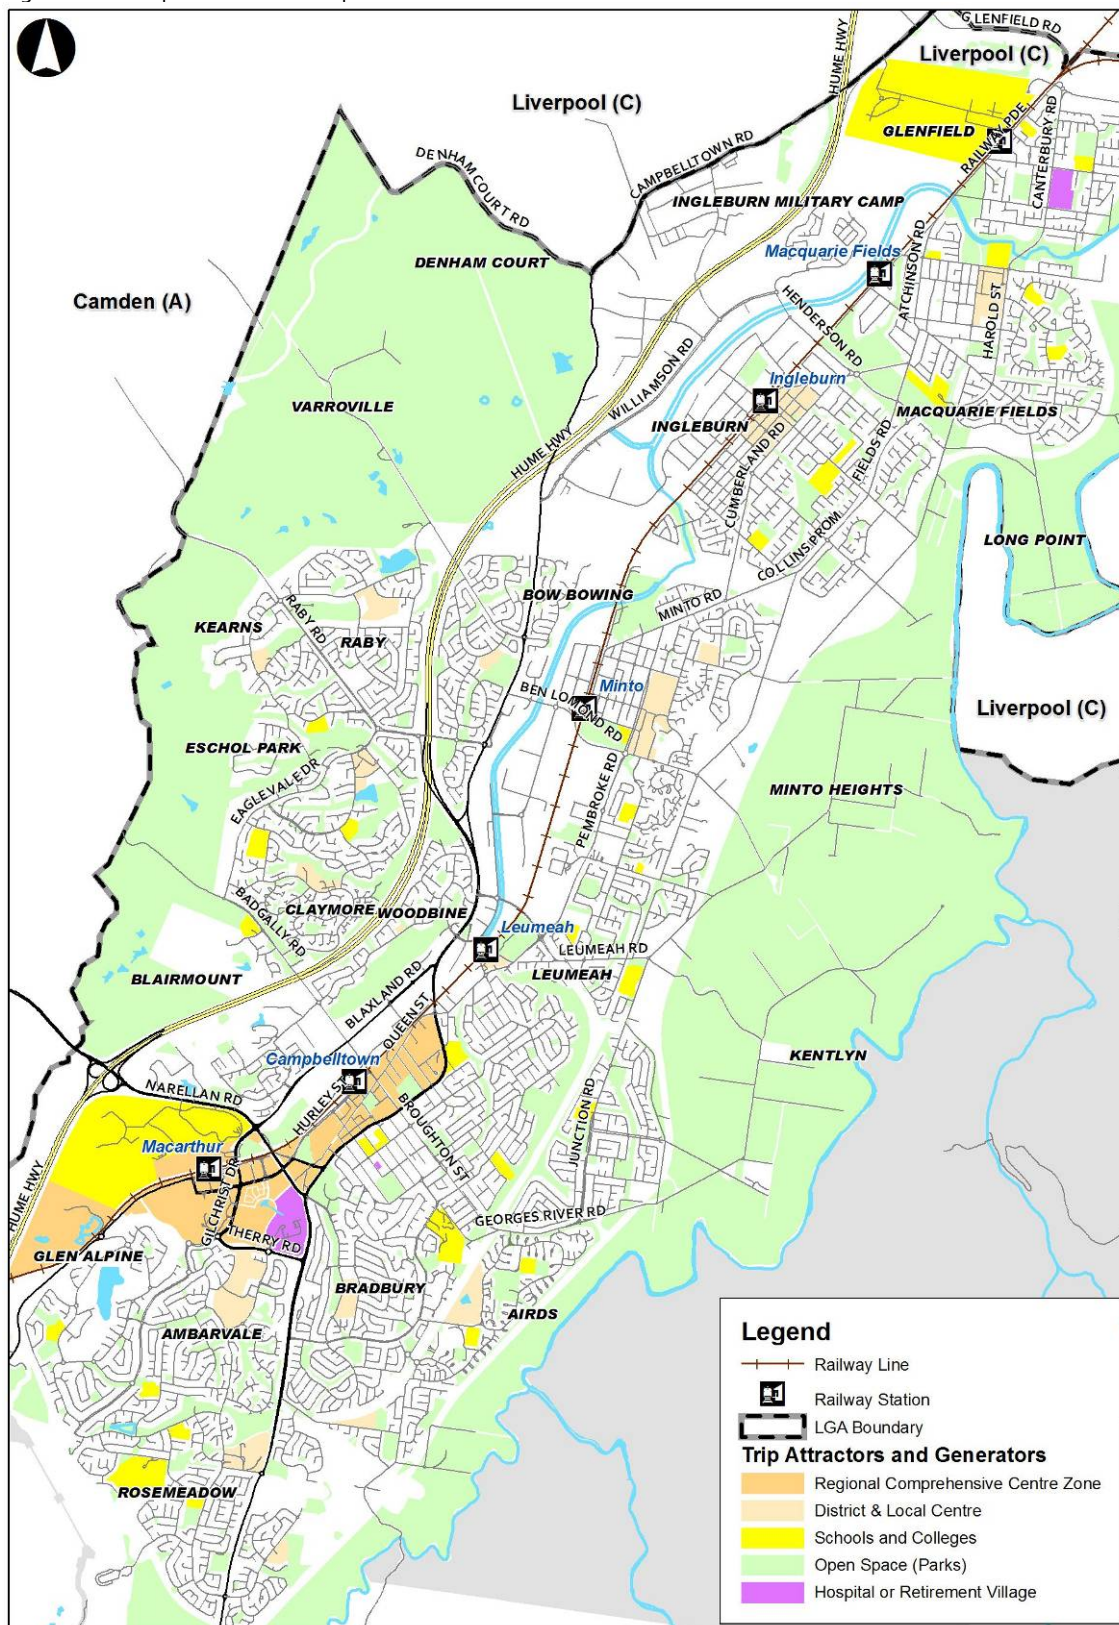 GLENFIELD RD
Liverpool (C)
HUME HWY
Liverpool (C)
GLENFIELD
RAILWAY PDE
CANTERBURY RD
CAMPBELLTOWN RD
DENHAM COURT RD
INGLEBURN MILITARY CAMP
Macquarie Fields
ATCHINSON RD
DENHAM COURT
Camden (A)
HENDERSON RD
HAROLD ST
WILLIAMSON RD
Ingleburn
VARROVILLE
MACQUARIE FIELDS
INGLEBURN
HUME HWY
CUMBERLAND RD
FIELDS RD
COLLINS PROM
LONG POINT
BOW BOWING
MINTO RD
RABY RD
KEARNS
RABY
Minto
BEN LOMOND RD
Liverpool (C)
ESCHOL PARK
EAGLEVALE DR
PEMBROKE RD
MINTO HEIGHTS
CLAYMORE
WOODBINE
BADGALLY RD
Leumeah
LEUMEAH RD
BLAIRMOUNT
LEUMEAH
BLAXLAND RD
QUEEN ST
Campbelltown
KENTLYN
NARELLAN RD
HURLEY ST
BROUGHTON ST
JUNCTION RD
Macarthur
HUME HWY
GILCHRIST DR
GEORGES RIVER RD
THERRY RD
GLEN ALPINE
BRADBURY
AIRDS
AMBARVALE
ROSEMEADOW
Legend
Railway Line
Railway Station
LGA Boundary
Trip Attractors and Generators
Regional Comprehensive Centre Zone
District & Local Centre
Schools and Colleges
Open Space (Parks)
Hospital or Retirement Village